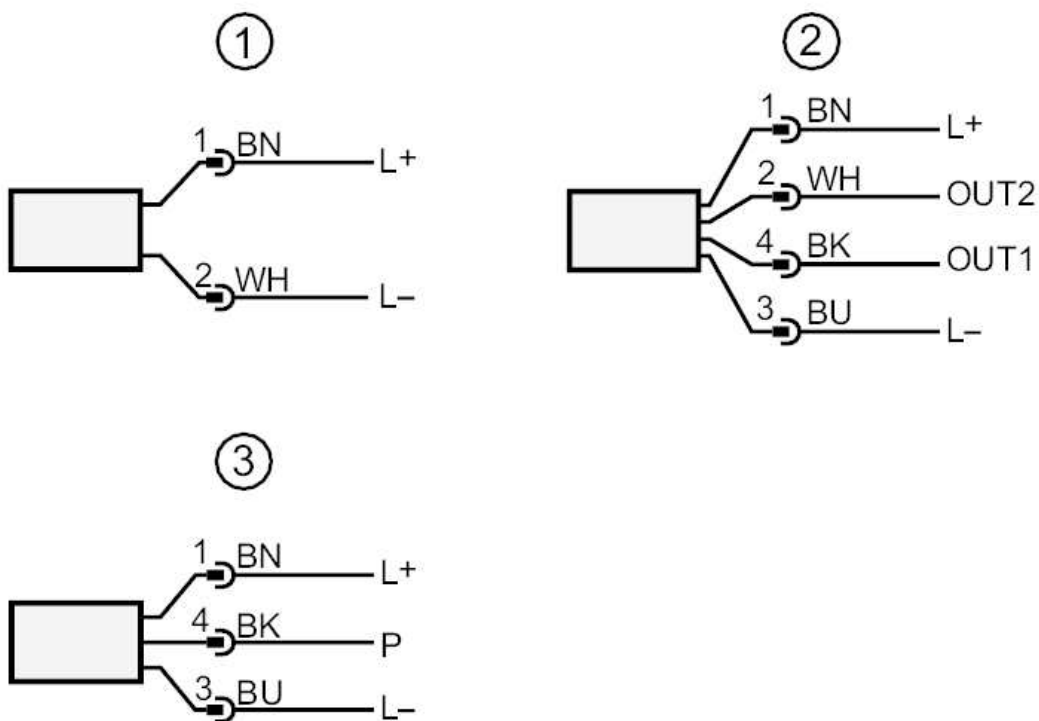 1
1 BN L+
2 WH L–
2
1 BN L+
2 WH OUT2
4 BK OUT1
3 BU L–
3
1 BN L+
4 BK P
3 BU L–